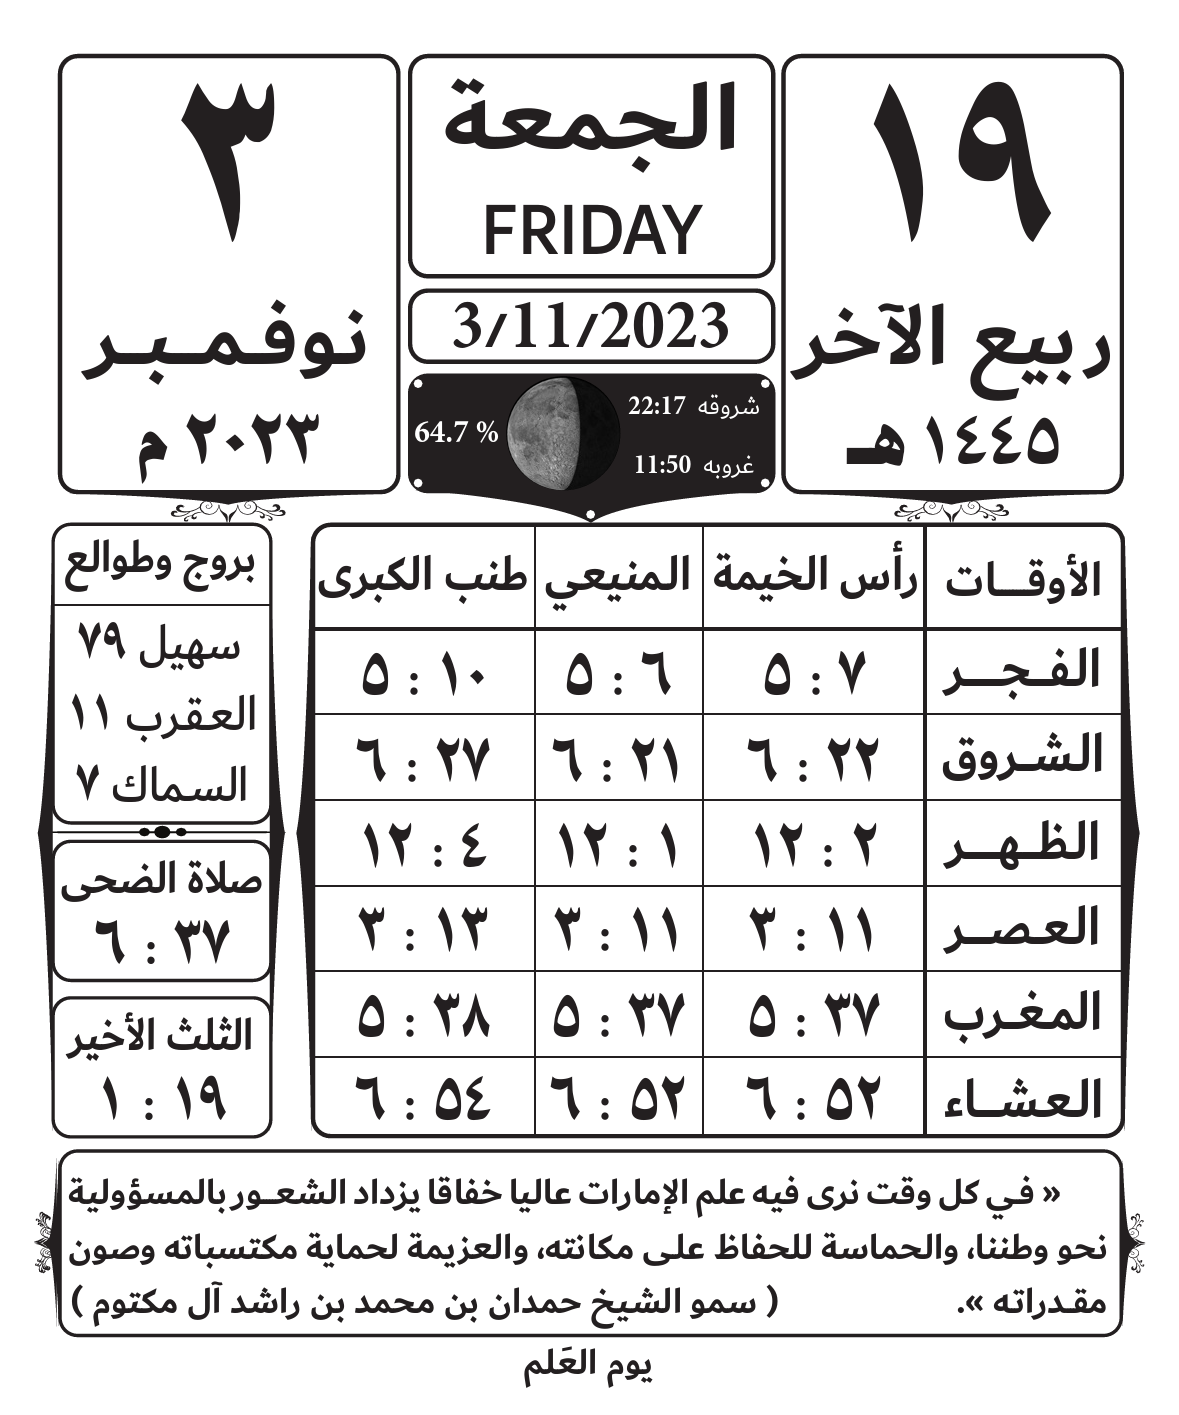 ١٩
ربيع الآخر
١٤٤٥ هـ
الجمعة
FRIDAY
3/11/2023
شروقه 22:17
64.7 %
غروبه 11:50
٣
نوفمبر
٢٠٢٣ م
الأوقات رأس الخيمة المنيعي طنب الكبرى
الفجر ٧ : ٥ ٦ : ٥ ١٠ : ٥
الشروق ٢٢ : ٦ ٢١ : ٦ ٢٧ : ٦
الظهر ٢ : ١٢ ١ : ١٢ ٤ : ١٢
العصر ١١ : ٣ ١١ : ٣ ١٣ : ٣
المغرب ٣٧ : ٥ ٣٧ : ٥ ٣٨ : ٥
العشاء ٥٢ : ٦ ٥٢ : ٦ ٥٤ : ٦
بروج وطوالع
سهيل ٧٩
العقرب ١١
السماك ٧
صلاة الضحى
٣٧ : ٦
الثلث الأخير
١٩ : ١
« في كل وقت نرى فيه علم الإمارات عاليا خفاقا يزداد الشعور بالمسؤولية
نحو وطننا، والحماسة للحفاظ على مكانته، والعزيمة لحماية مكتسباته وصون
مقدراته ». ( سمو الشيخ حمدان بن محمد بن راشد آل مكتوم )
يوم العَلم